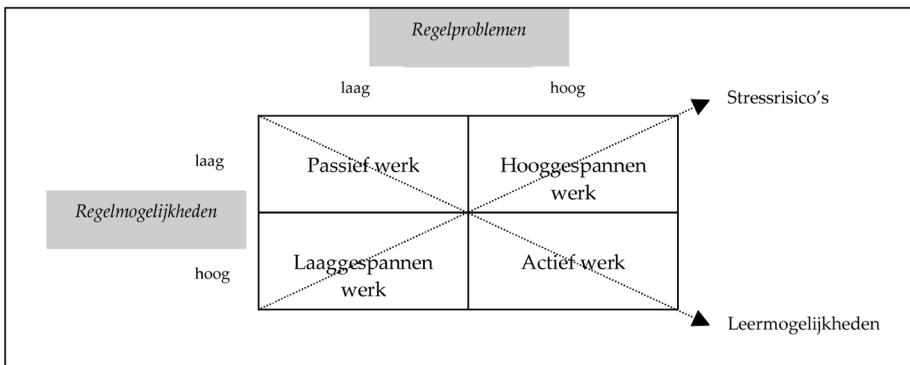 Regelproblemen
laag
hoog
Stressrisico's
laag
Passief werk
Hooggespannen
werk
Regelmogelijkheden
hoog
Laaggespannen
werk
Actief werk
Leermogelijkheden